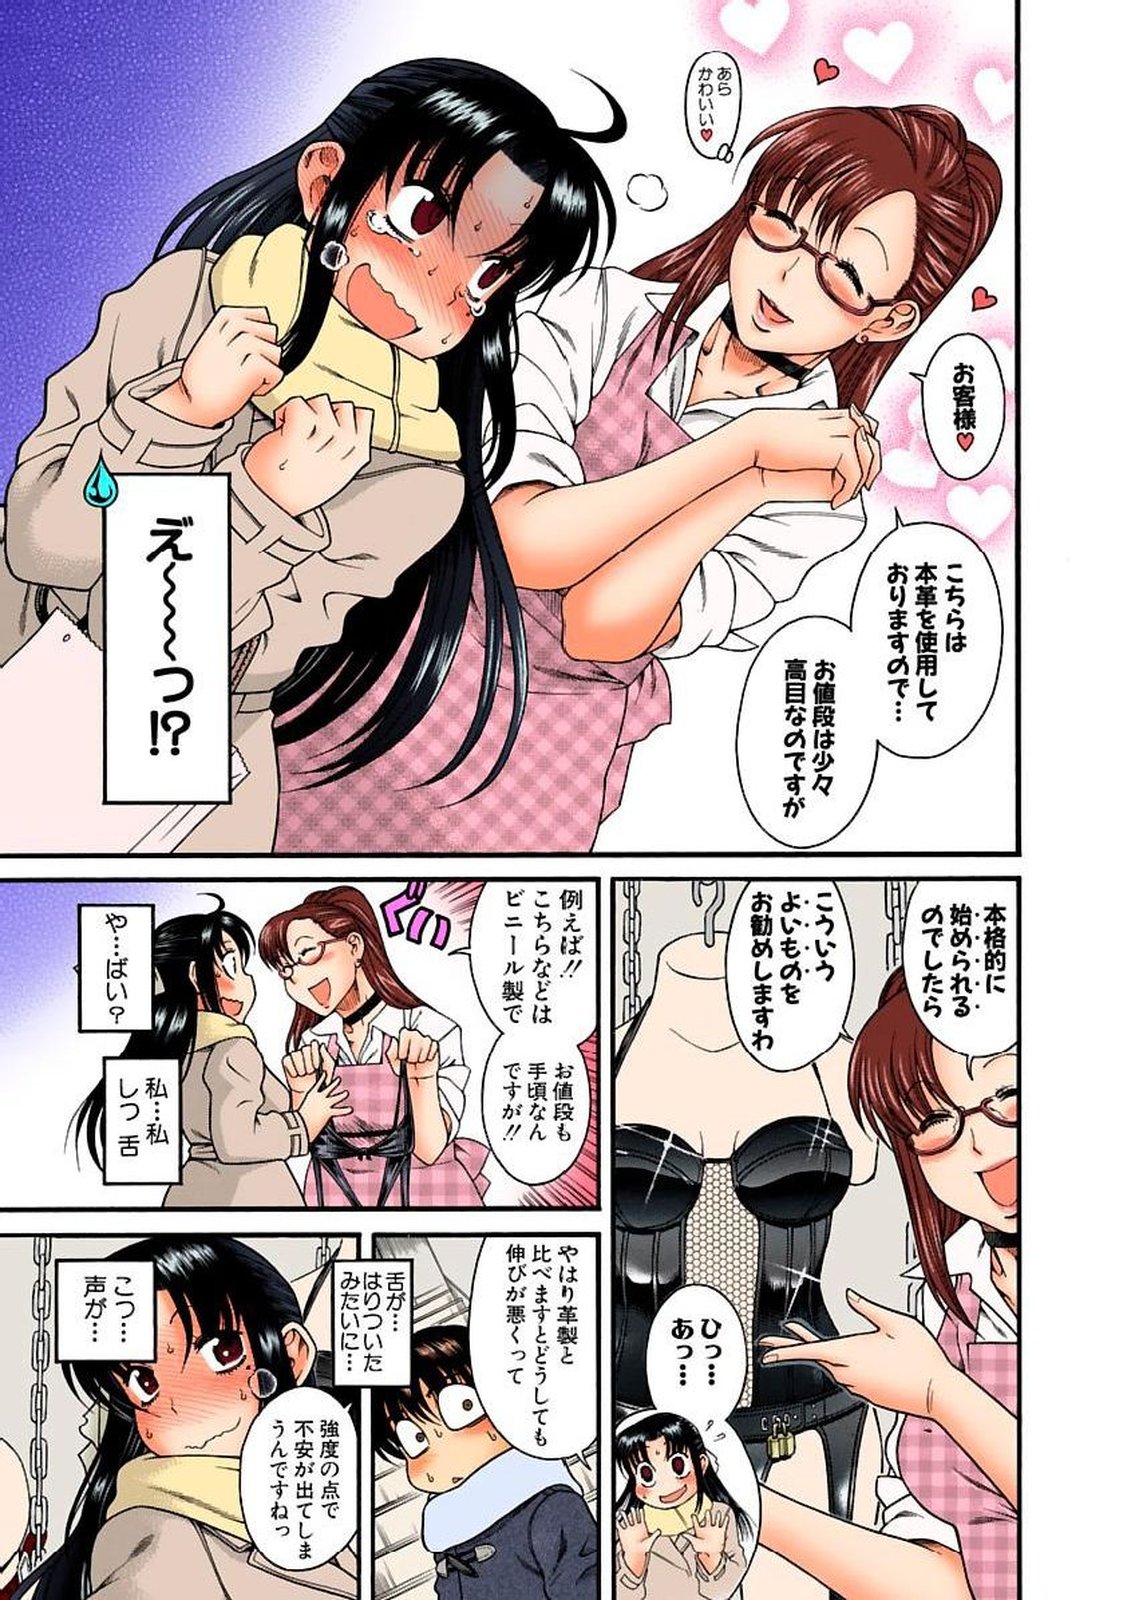 あら
かわいい♥
お客様♥
こちらは
本革を使用して
おりますので…
お値段は少々
高目なのですが
え～～～っ!?
本格的に
始められる
のでしたら
こういう
よいものを
お勧めしますわ
ひっ…
あっ…
ぐいっ
例えば!!
こちらなどは
ビニール製で
お値段も
手頃なん
ですが!!
や…ばい?
私…私
しっ 舌
やはり革製と
比べますとどうしても
伸びが悪くって
舌が…
はりついた
みたいに…
強度の点で
不安が出てしま
うんですねっ
こっ…
声が…